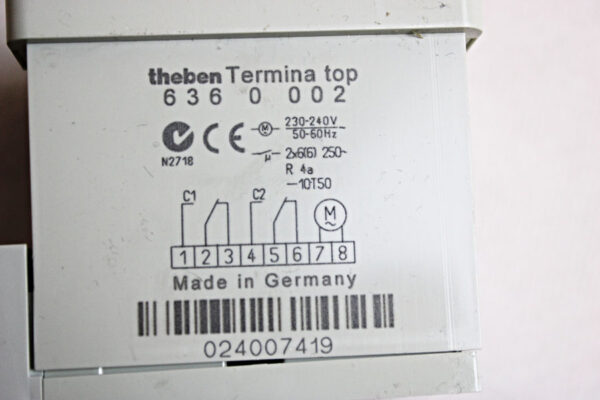 theben Termina top
636 0 002
N2718
CE
M 230-240V
50-60Hz
µ 2x6(6) 250~
R 4a
-10T50
C1 C2 M
1 2 3 4 5 6 7 8
Made in Germany
024007419